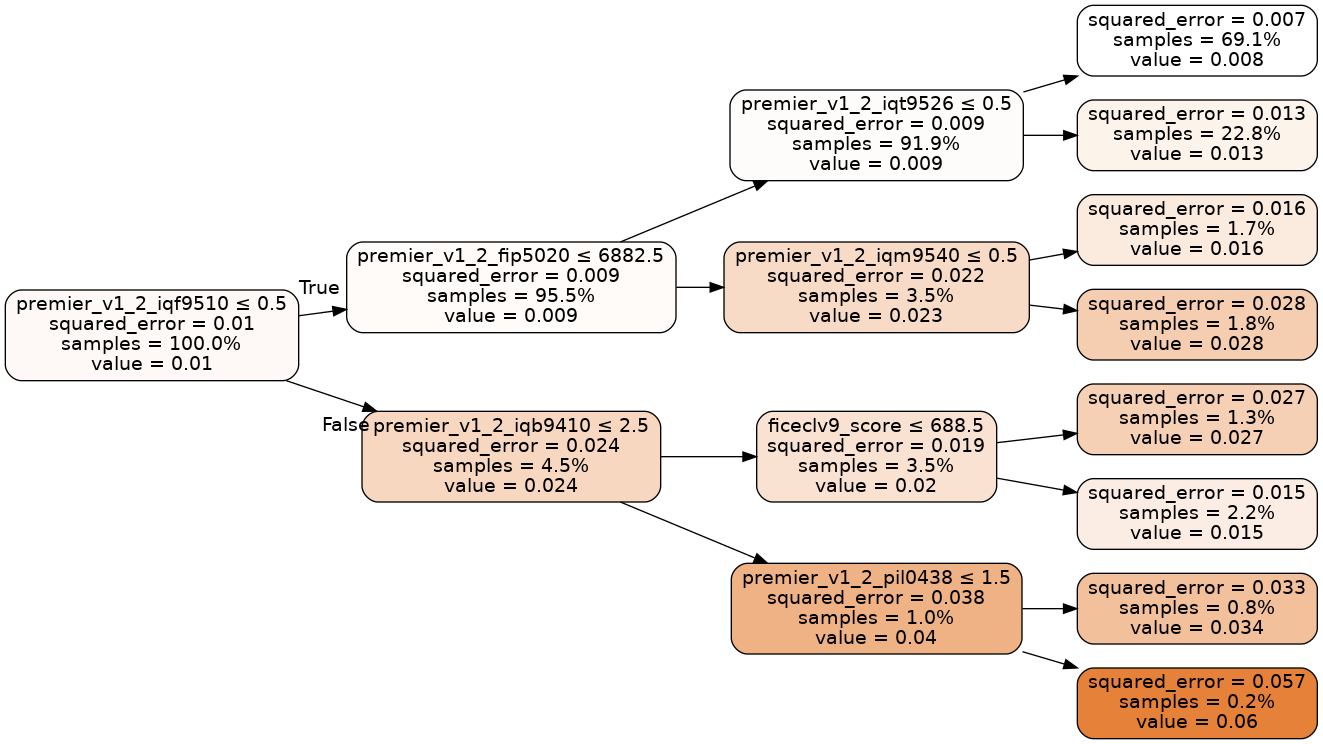 premier_v1_2_iqf9510 ≤ 0.5
squared_error = 0.01
samples = 100.0%
value = 0.01
True
False
premier_v1_2_fip5020 ≤ 6882.5
squared_error = 0.009
samples = 95.5%
value = 0.009
premier_v1_2_iqb9410 ≤ 2.5
squared_error = 0.024
samples = 4.5%
value = 0.024
premier_v1_2_iqt9526 ≤ 0.5
squared_error = 0.009
samples = 91.9%
value = 0.009
premier_v1_2_iqm9540 ≤ 0.5
squared_error = 0.022
samples = 3.5%
value = 0.023
ficeclv9_score ≤ 688.5
squared_error = 0.019
samples = 3.5%
value = 0.02
premier_v1_2_pil0438 ≤ 1.5
squared_error = 0.038
samples = 1.0%
value = 0.04
squared_error = 0.007
samples = 69.1%
value = 0.008
squared_error = 0.013
samples = 22.8%
value = 0.013
squared_error = 0.016
samples = 1.7%
value = 0.016
squared_error = 0.028
samples = 1.8%
value = 0.028
squared_error = 0.027
samples = 1.3%
value = 0.027
squared_error = 0.015
samples = 2.2%
value = 0.015
squared_error = 0.033
samples = 0.8%
value = 0.034
squared_error = 0.057
samples = 0.2%
value = 0.06